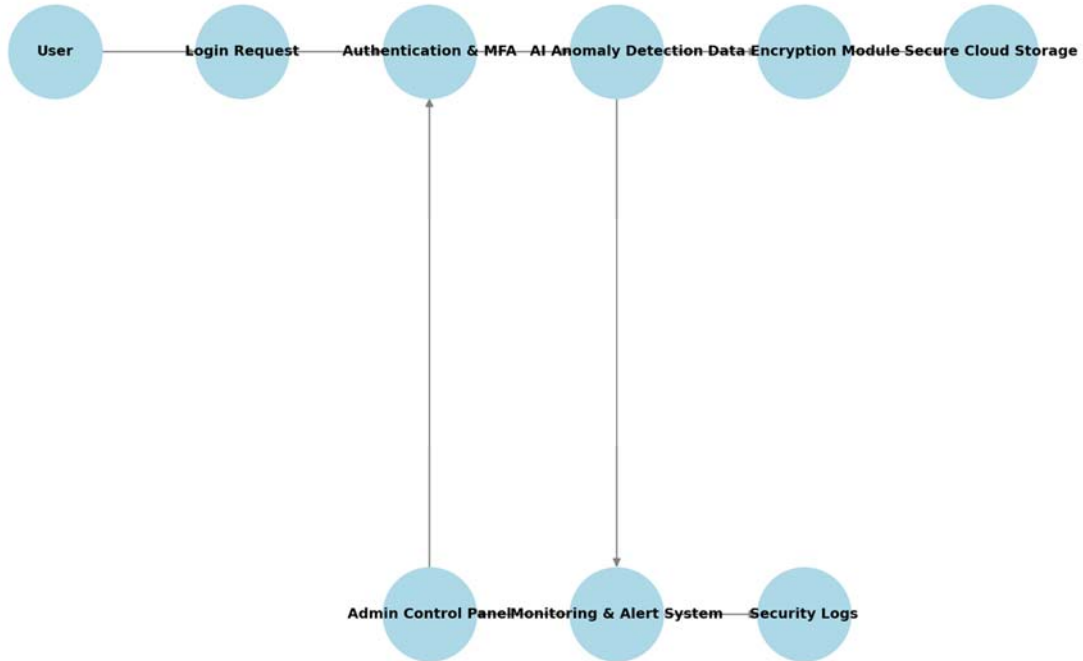 User
Login Request
Authentication & MFA
AI Anomaly Detection
Data Encryption Module
Secure Cloud Storage
Admin Control Panel
Monitoring & Alert System
Security Logs